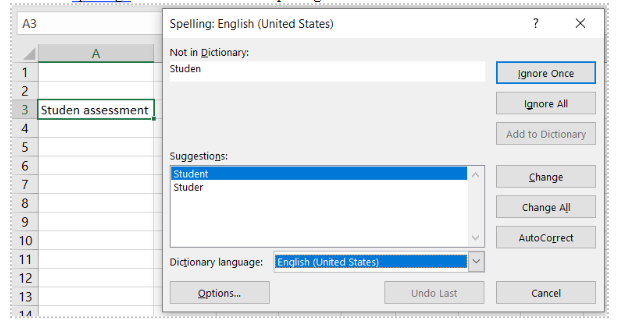 A3
Spelling: English (United States)
?
Not in Dictionary:
Studen
Ignore Once
Ignore All
Add to Dictionary
Suggestions:
Student
Studer
Change
Change All
AutoCorrect
Dictionary language:
English (United States)
Options...
Undo Last
Cancel
A
1
2
3
Studen assessment
4
5
6
7
8
9
10
11
12
13
14